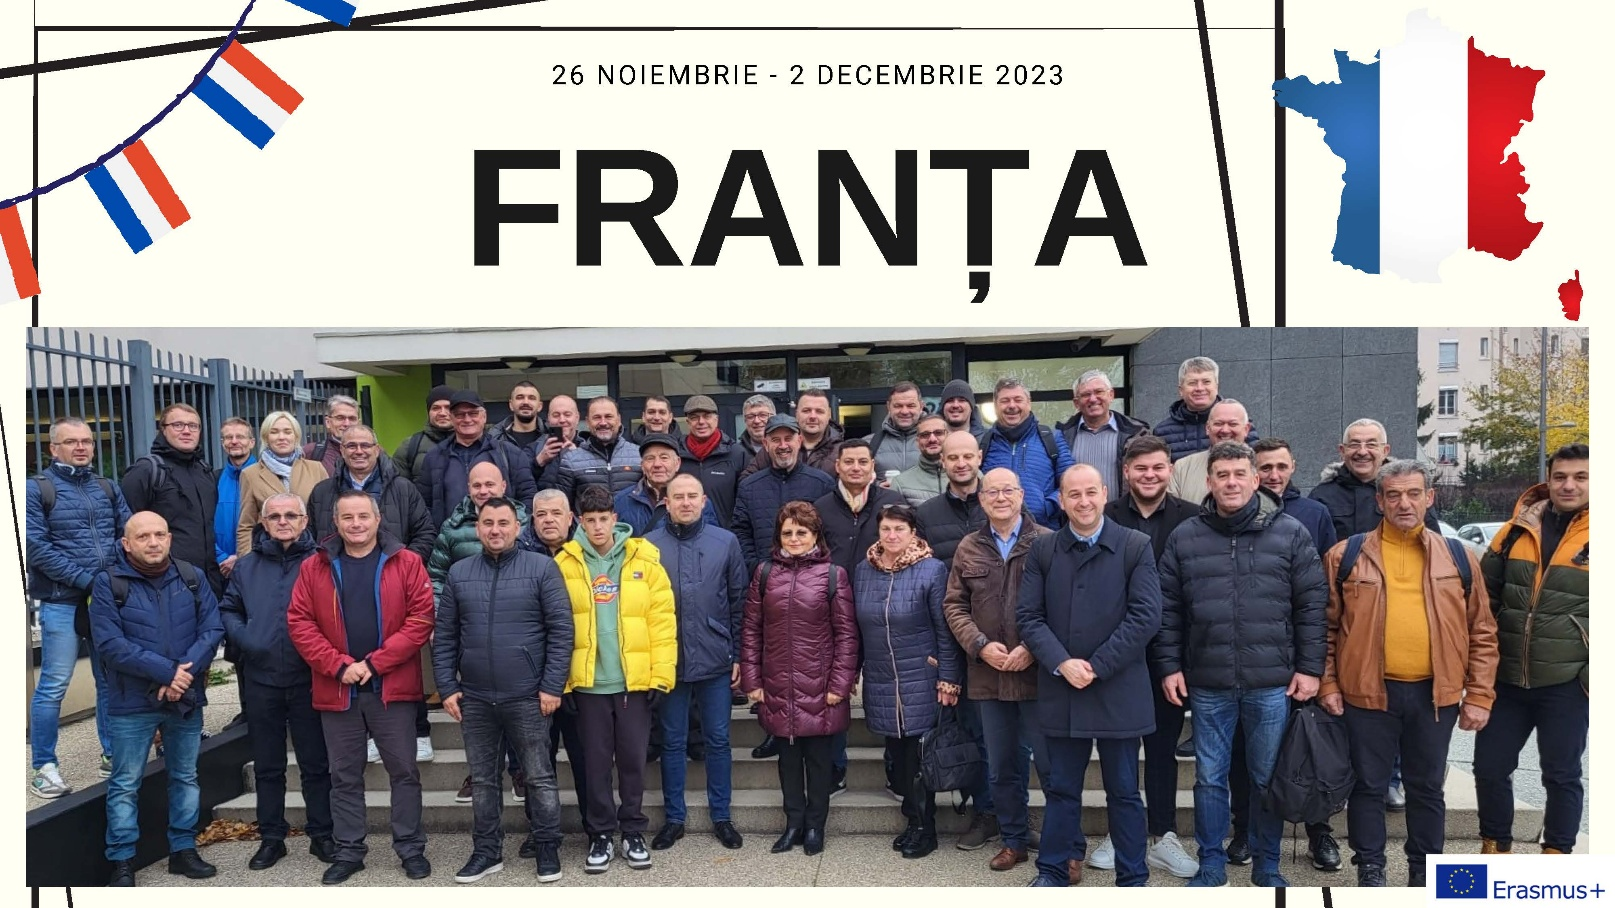 26 NOIEMBRIE - 2 DECEMBRIE 2023
FRANȚA
Erasmus+